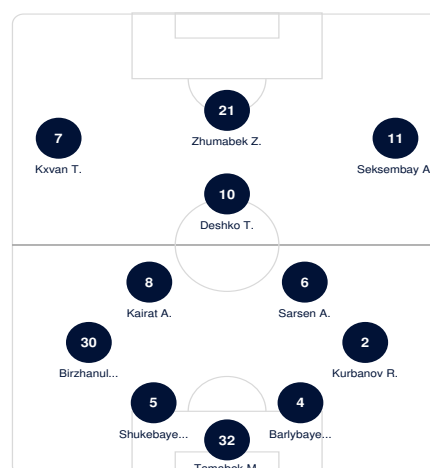 21
Zhumabek Z.
7
Kxvan T.
11
Seksembay A
10
Deshko T.
8
Kairat A.
6
Sarsen A.
30
Birzhanul...
2
Kurbanov R.
5
Shukebaye...
4
Barlybaye...
32